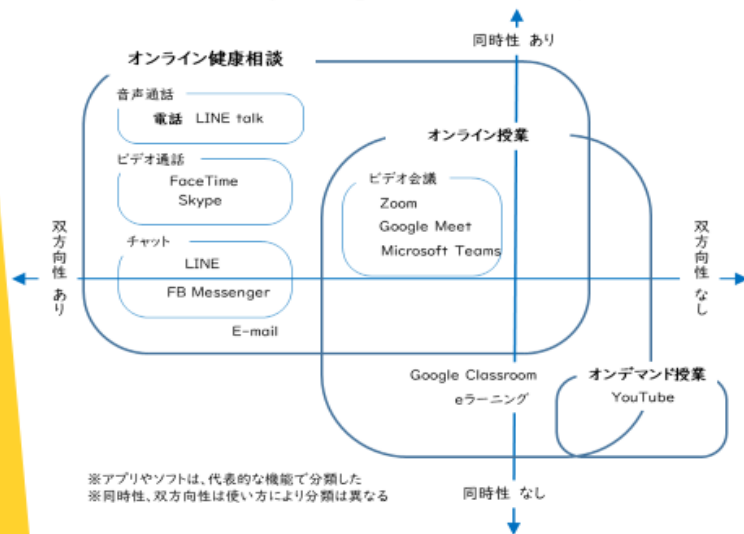 同時性 あり
オンライン健康相談
音声通話
電話 LINE talk
オンライン授業
ビデオ通話
FaceTime
Skype
ビデオ会議
Zoom
Google Meet
Microsoft Teams
双方向性 あり
双方向性 なし
チャット
LINE
FB Messenger
E-mail
Google Classroom
eラーニング
オンデマンド授業
YouTube
※アプリやソフトは、代表的な機能で分類した
※同時性、双方向性は使い方により分類は異なる
同時性 なし